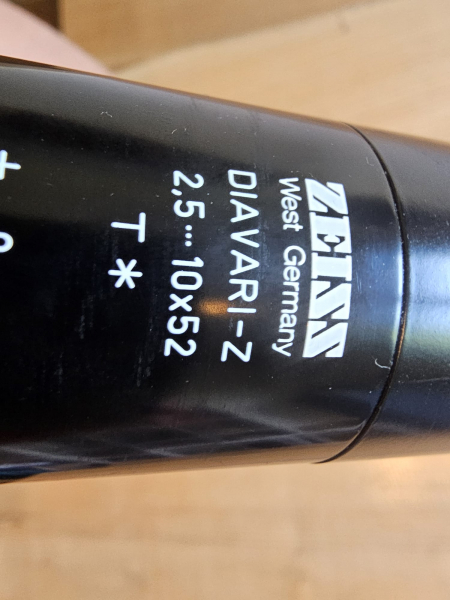 ZEISS
West Germany
DIAVARI-Z
2,5...10x52
T*
+